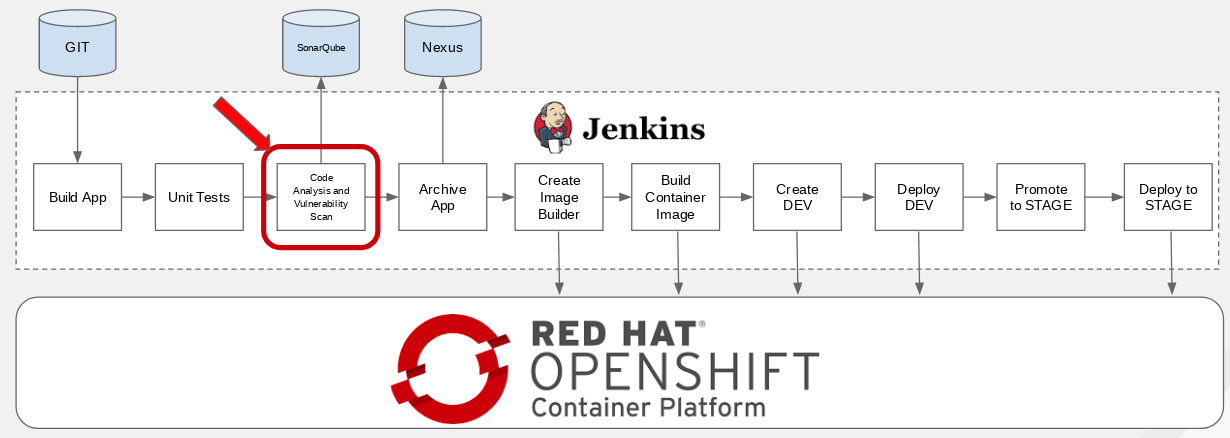 GIT
SonarQube
Nexus
Jenkins
Build App
Unit Tests
Code
Analysis and
Vulnerability
Scan
Archive
App
Create
Image
Builder
Build
Container
Image
Create
DEV
Deploy
DEV
Promote
to STAGE
Deploy to
STAGE
RED HAT®
OPENSHIFT
Container Platform